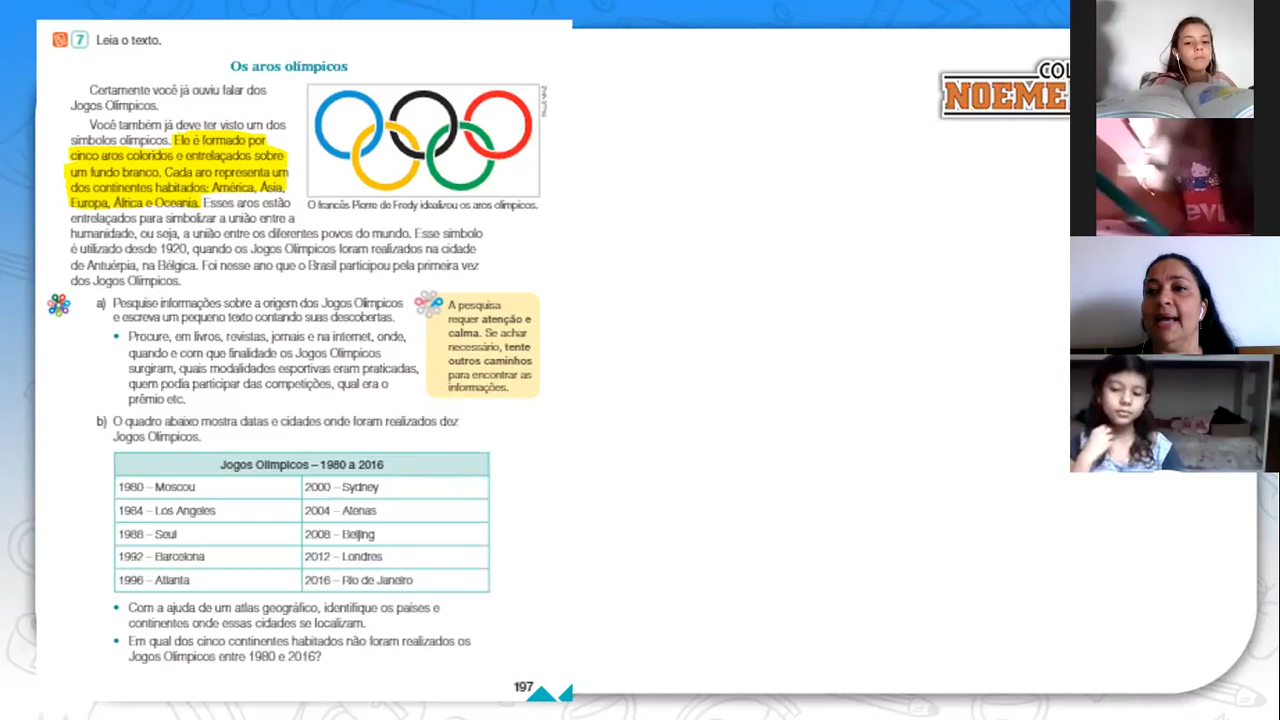 7 Leia o texto.
Os aros olímpicos
Certamente você já ouviu falar dos
Jogos Olímpicos.
Você também já deve ter visto um dos
símbolos olímpicos. Ele é formado por
cinco aros coloridos e entrelaçados sobre
um fundo branco. Cada aro representa um
dos continentes habitados: América, Ásia,
Europa, África e Oceania. Esses aros estão
entrelaçados para simbolizar a união entre a
humanidade, ou seja, a união entre os diferentes povos do mundo. Esse símbolo
é utilizado desde 1920, quando os Jogos Olímpicos foram realizados na cidade
de Antuérpia, na Bélgica. Foi nesse ano que o Brasil participou pela primeira vez
dos Jogos Olímpicos.
O francês Pierre de Fredy idealizou os aros olímpicos.
a) Pesquise informações sobre a origem dos Jogos Olímpicos
e escreva um pequeno texto contando suas descobertas.
• Procure, em livros, revistas, jornais e na internet, onde,
quando e com que finalidade os Jogos Olímpicos
surgiram, quais modalidades esportivas eram praticadas,
quem podia participar das competições, qual era o
prêmio etc.
A pesquisa
requer atenção e
calma. Se achar
necessário, tente
outros caminhos
para encontrar as
informações.
b) O quadro abaixo mostra datas e cidades onde foram realizados dez
Jogos Olímpicos.
Jogos Olímpicos – 1980 a 2016
1980 – Moscou 2000 – Sydney
1984 – Los Angeles 2004 – Atenas
1988 – Seul 2008 – Beijing
1992 – Barcelona 2012 – Londres
1996 – Atlanta 2016 – Rio de Janeiro
• Com a ajuda de um atlas geográfico, identifique os países e
continentes onde essas cidades se localizam.
• Em qual dos cinco continentes habitados não foram realizados os
Jogos Olímpicos entre 1980 e 2016?
197
COL
NOEME